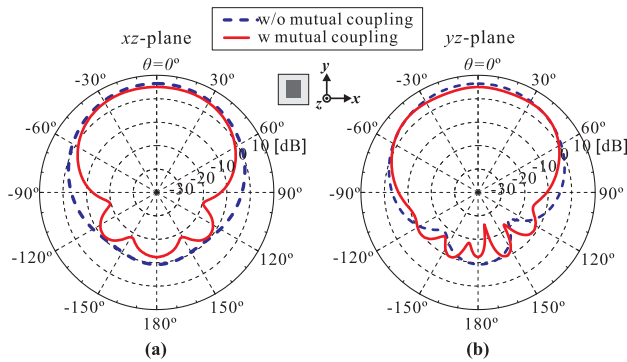 w/o mutual coupling
w mutual coupling
xz-plane
yz-plane
θ=0º
-30º
30º
-60º
60º
-90º
90º
-120º
120º
-150º
150º
180º
-30
-20
-10
0
10 [dB]
y
z
x
θ=0º
-30º
30º
-60º
60º
-90º
90º
-120º
120º
-150º
150º
180º
-30
-20
-10
0
10 [dB]
(a)
(b)